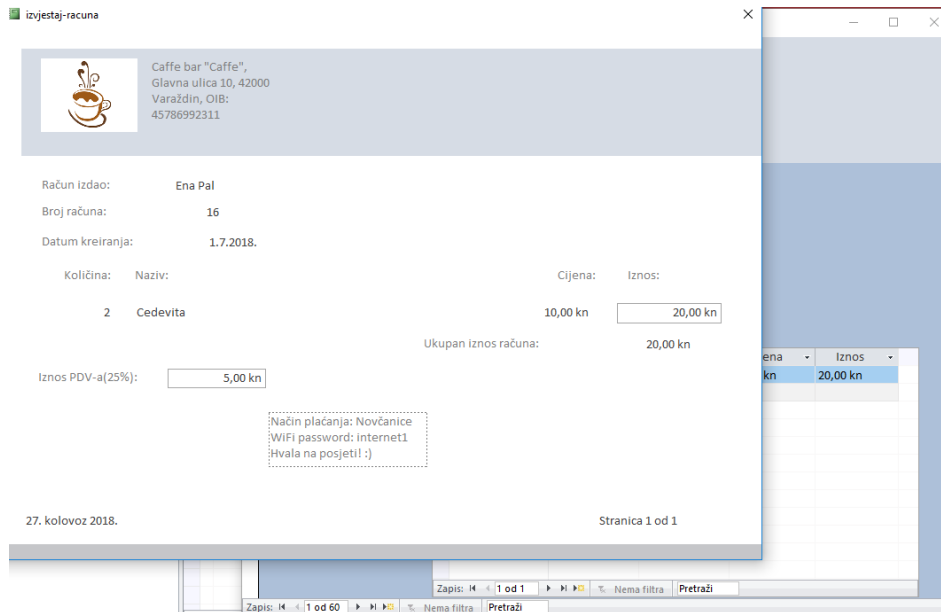 izvjestaj-racuna
Caffe bar "Caffe",
Glavna ulica 10, 42000
Varaždin, OIB:
45786992311
Račun izdao: Ena Pal
Broj računa: 16
Datum kreiranja: 1.7.2018.
Količina: Naziv: Cijena: Iznos:
2 Cedevita 10,00 kn 20,00 kn
Ukupan iznos računa: 20,00 kn
Iznos PDV-a(25%): 5,00 kn
Način plaćanja: Novčanice
WiFi password: internet1
Hvala na posjeti! :)
27. kolovoz 2018. Stranica 1 od 1
ena Iznos
kn 20,00 kn
Zapis: 1 od 1 Nema filtra Pretraži
Zapis: 1 od 60 Nema filtra Pretraži